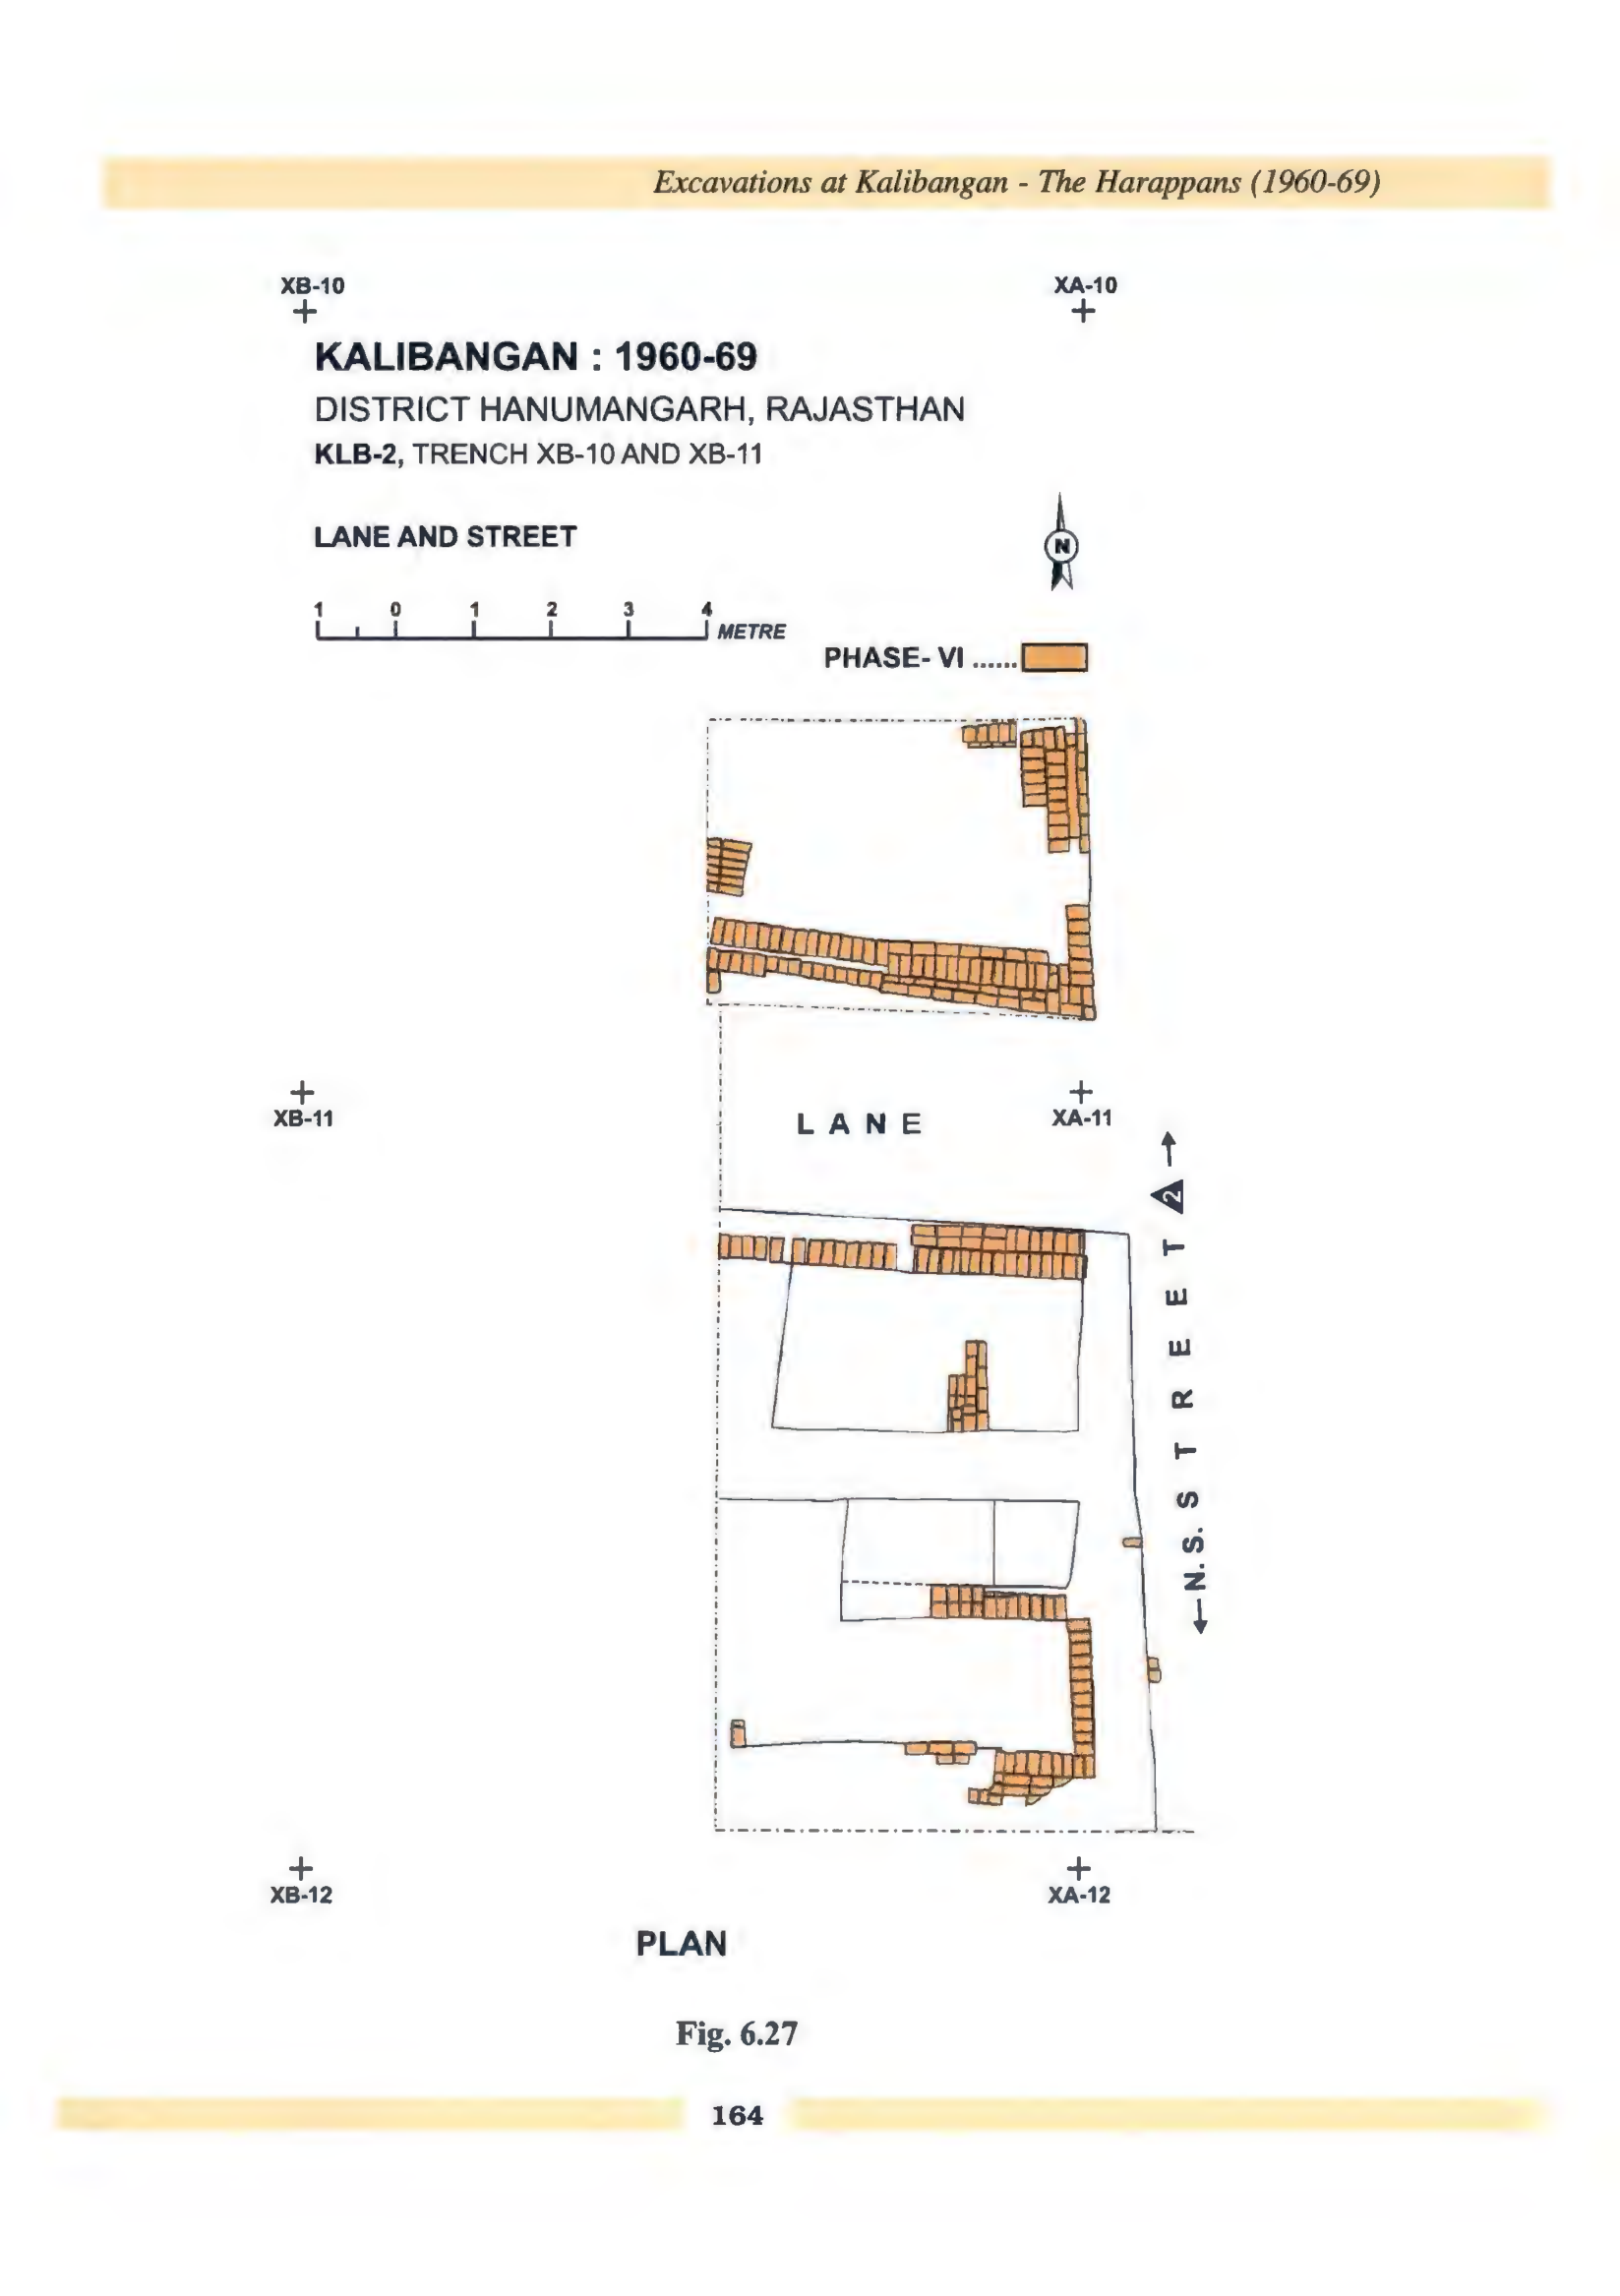 Excavations at Kalibangan - The Harappans (1960-69)
XB-10
XA-10
KALIBANGAN : 1960-69
DISTRICT HANUMANGARH, RAJASTHAN
KLB-2, TRENCH XB-10 AND XB-11
LANE AND STREET
N
1 0 1 2 3 4
METRE
PHASE- VI ......
XB-11
LANE
XA-11
N.S. STREET 2
XB-12
XA-12
PLAN
Fig. 6.27
164